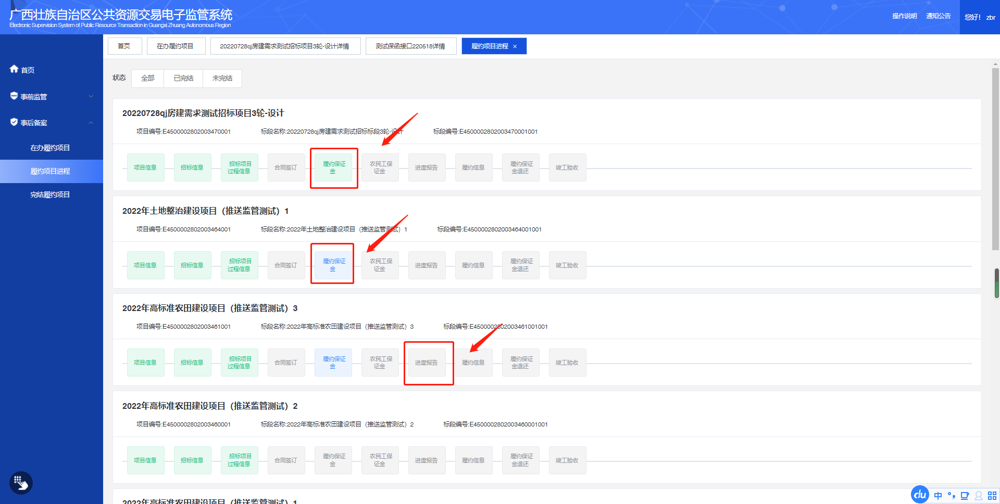 广西壮族自治区公共资源交易电子监管系统
Electronic Supervision System of Public Resource Transaction in Guangxi Zhuang Autonomous Region
操作说明 通知公告 您好! zbr
首页 在办履约项目 20220728qj房建需求测试招标项目3轮-设计详情 测试保函接口220518详情 履约项目进程 ×
首页
事前监管
事后备案
在办履约项目
履约项目进程
完结履约项目
状态 全部 已完结 未完结
20220728qj房建需求测试招标项目3轮-设计
项目编号:E4500002802003470001 标段名称:20220728qj房建需求测试招标标段3轮-设计 标段编号:E4500002802003470001001
项目信息 招标信息 招标项目过程信息 合同签订 履约保证金 农民工保证金 进度报告 履约信息 履约保证金退还 竣工验收
2022年土地整治建设项目（推送监管测试）1
项目编号:E4500002802003464001 标段名称:2022年土地整治建设项目（推送监管测试）1 标段编号:E4500002802003464001001
项目信息 招标信息 招标项目过程信息 合同签订 履约保证金 农民工保证金 进度报告 履约信息 履约保证金退还 竣工验收
2022年高标准农田建设项目（推送监管测试）3
项目编号:E4500002802003461001 标段名称:2022年高标准农田建设项目（推送监管测试）3 标段编号:E4500002802003461001001
项目信息 招标信息 招标项目过程信息 合同签订 履约保证金 农民工保证金 进度报告 履约信息 履约保证金退还 竣工验收
2022年高标准农田建设项目（推送监管测试）2
项目编号:E4500002802003460001 标段名称:2022年高标准农田建设项目（推送监管测试）2 标段编号:E4500002802003460001001
项目信息 招标信息 招标项目过程信息 合同签订 履约保证金 农民工保证金 进度报告 履约信息 履约保证金退还 竣工验收
2022年高标准农田建设项目（推送监管测试）1
du 中